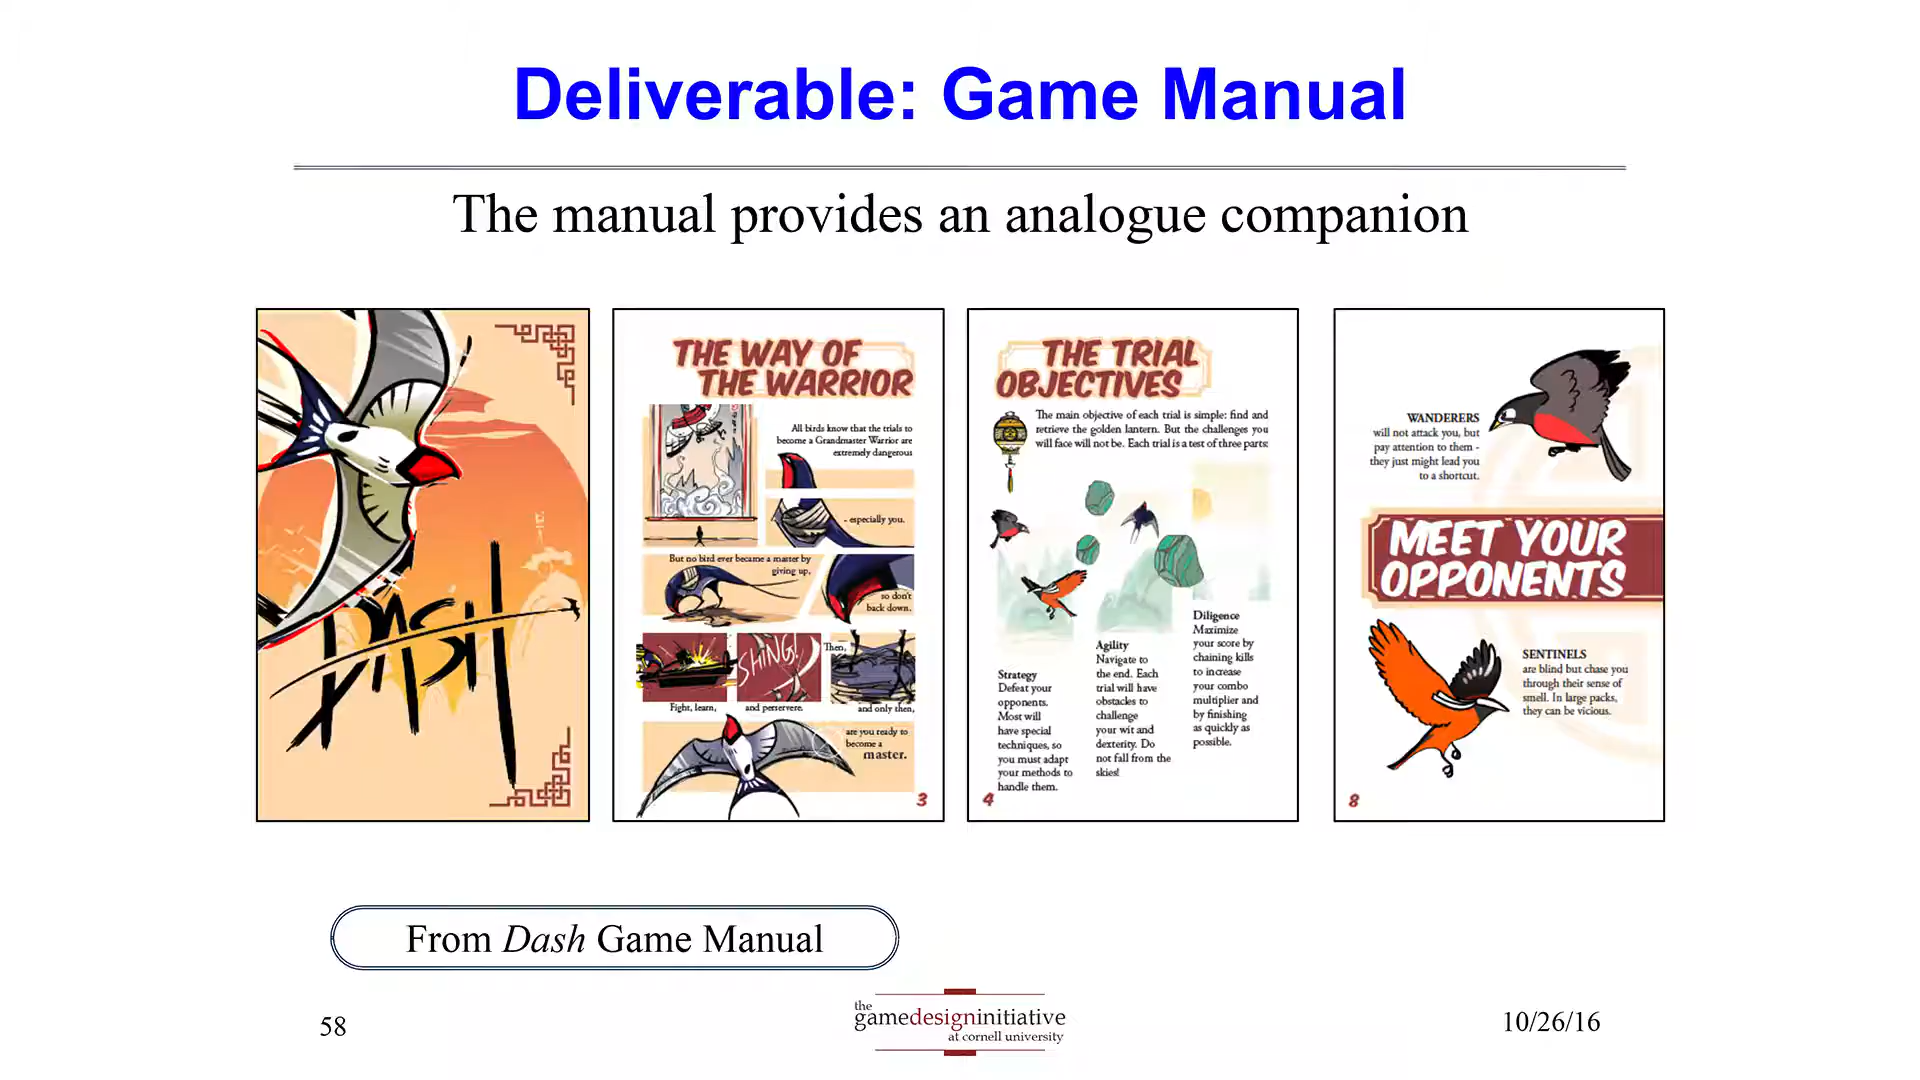 Deliverable: Game Manual
The manual provides an analogue companion
DASH
THE WAY OF
THE WARRIOR
All birds know that the trials to
become a Grandmaster Warrior are
extremely dangerous
- especially you.
But no bird ever became a master by
giving up,
so don't
back down.
SHING!
Then,
Fight, learn,
and perservere.
and only then,
are you ready to
become a
master.
3
THE TRIAL
OBJECTIVES
The main objective of each trial is simple: find and
retrieve the golden lantern. But the challenges you
will face will not be. Each trial is a test of three parts:
Strategy
Defeat your
opponents.
Most will
have special
techniques, so
you must adapt
your methods to
handle them.
Agility
Navigate to
the end. Each
trial will have
obstacles to
challenge
your wit and
dexterity. Do
not fall from the
skies!
Diligence
Maximize
your score by
chaining kills
to increase
your combo
multiplier and
by finishing
as quickly as
possible.
4
WANDERERS
will not attack you, but
pay attention to them -
they just might lead you
to a shortcut.
MEET YOUR
OPPONENTS
SENTINELS
are blind but chase you
through their sense of
smell. In large packs,
they can be vicious.
8
From Dash Game Manual
58
the
gamedesigninitiative
at cornell university
10/26/16